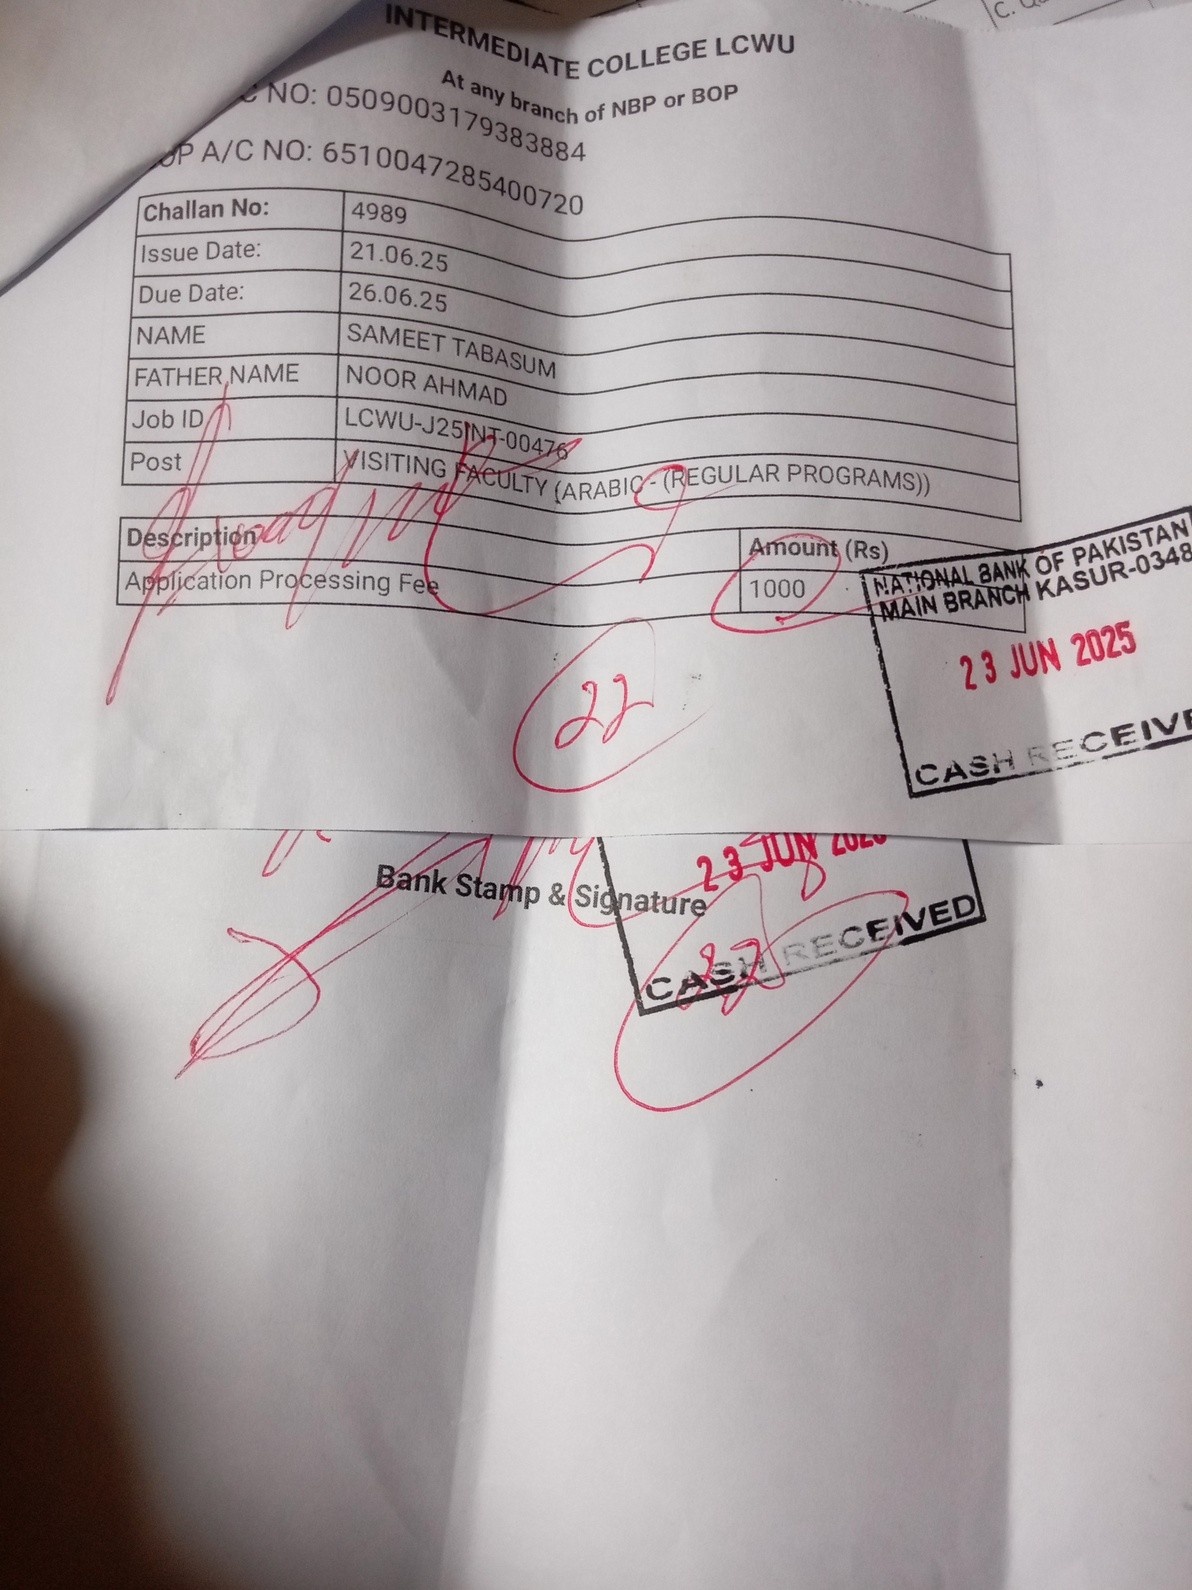 INTERMEDIATE COLLEGE LCWU
At any branch of NBP or BOP
C NO: 0509003179383884
OP A/C NO: 6510047285400720
Challan No: 4989
Issue Date: 21.06.25
Due Date: 26.06.25
NAME SAMEET TABASUM
FATHER NAME NOOR AHMAD
Job ID LCWU-J25INT-00476
Post VISITING FACULTY (ARABIC - (REGULAR PROGRAMS))
Description Amount (Rs)
Application Processing Fee 1000
NATIONAL BANK OF PAKISTAN
MAIN BRANCH KASUR-0348
23 JUN 2025
CASH RECEIVE
22
23 JUN 2025
Bank Stamp & Signature
CASH RECEIVED